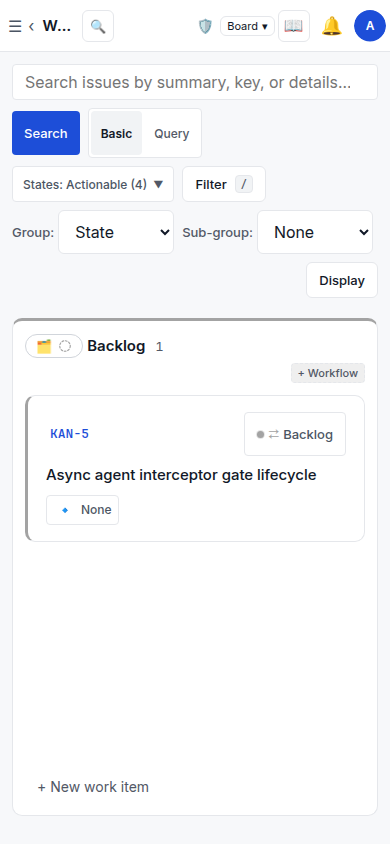 W...
Board ▾
A
Search issues by summary, key, or details...
Search
Basic
Query
States: Actionable (4) ▼
Filter /
Group: State
Sub-group: None
Display
Backlog 1
+ Workflow
KAN-5
Backlog
Async agent interceptor gate lifecycle
None
+ New work item